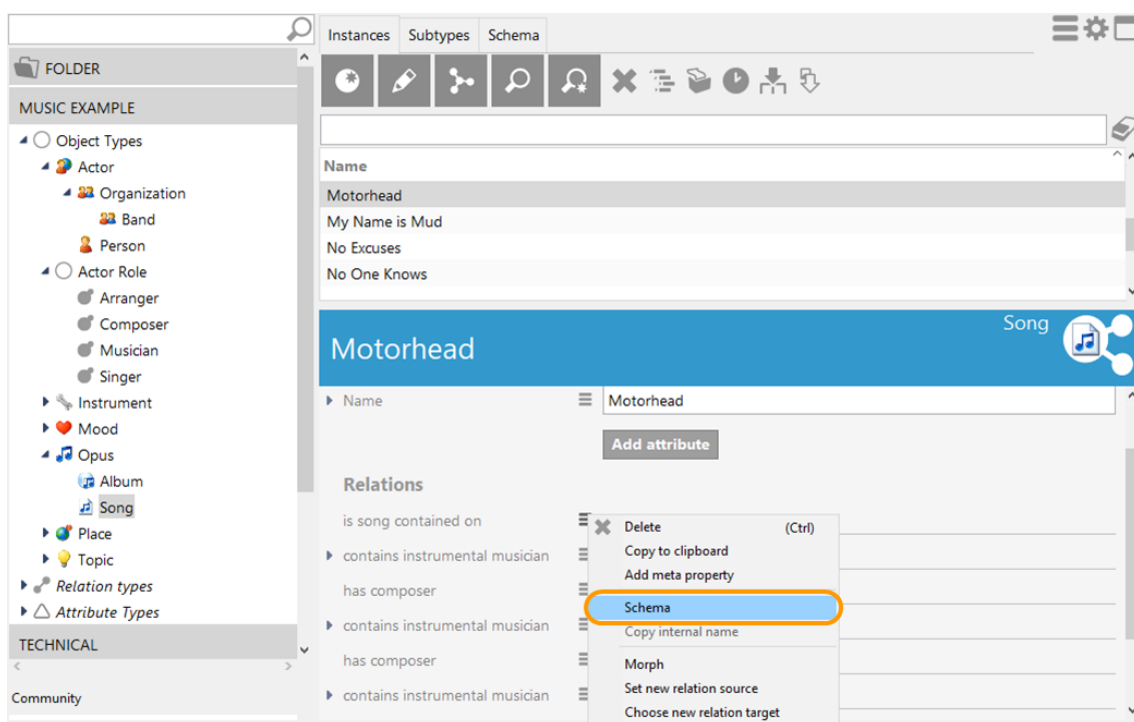 FOLDER
MUSIC EXAMPLE
Object Types
Actor
Organization
Band
Person
Actor Role
Arranger
Composer
Musician
Singer
Instrument
Mood
Opus
Album
Song
Place
Topic
Relation types
Attribute Types
TECHNICAL
Community
Instances Subtypes Schema
Name
Motorhead
My Name is Mud
No Excuses
No One Knows
Song
Motorhead
Name Motorhead
Add attribute
Relations
is song contained on
contains instrumental musician
has composer
contains instrumental musician
has composer
contains instrumental musician
Delete (Ctrl)
Copy to clipboard
Add meta property
Schema
Copy internal name
Morph
Set new relation source
Choose new relation target